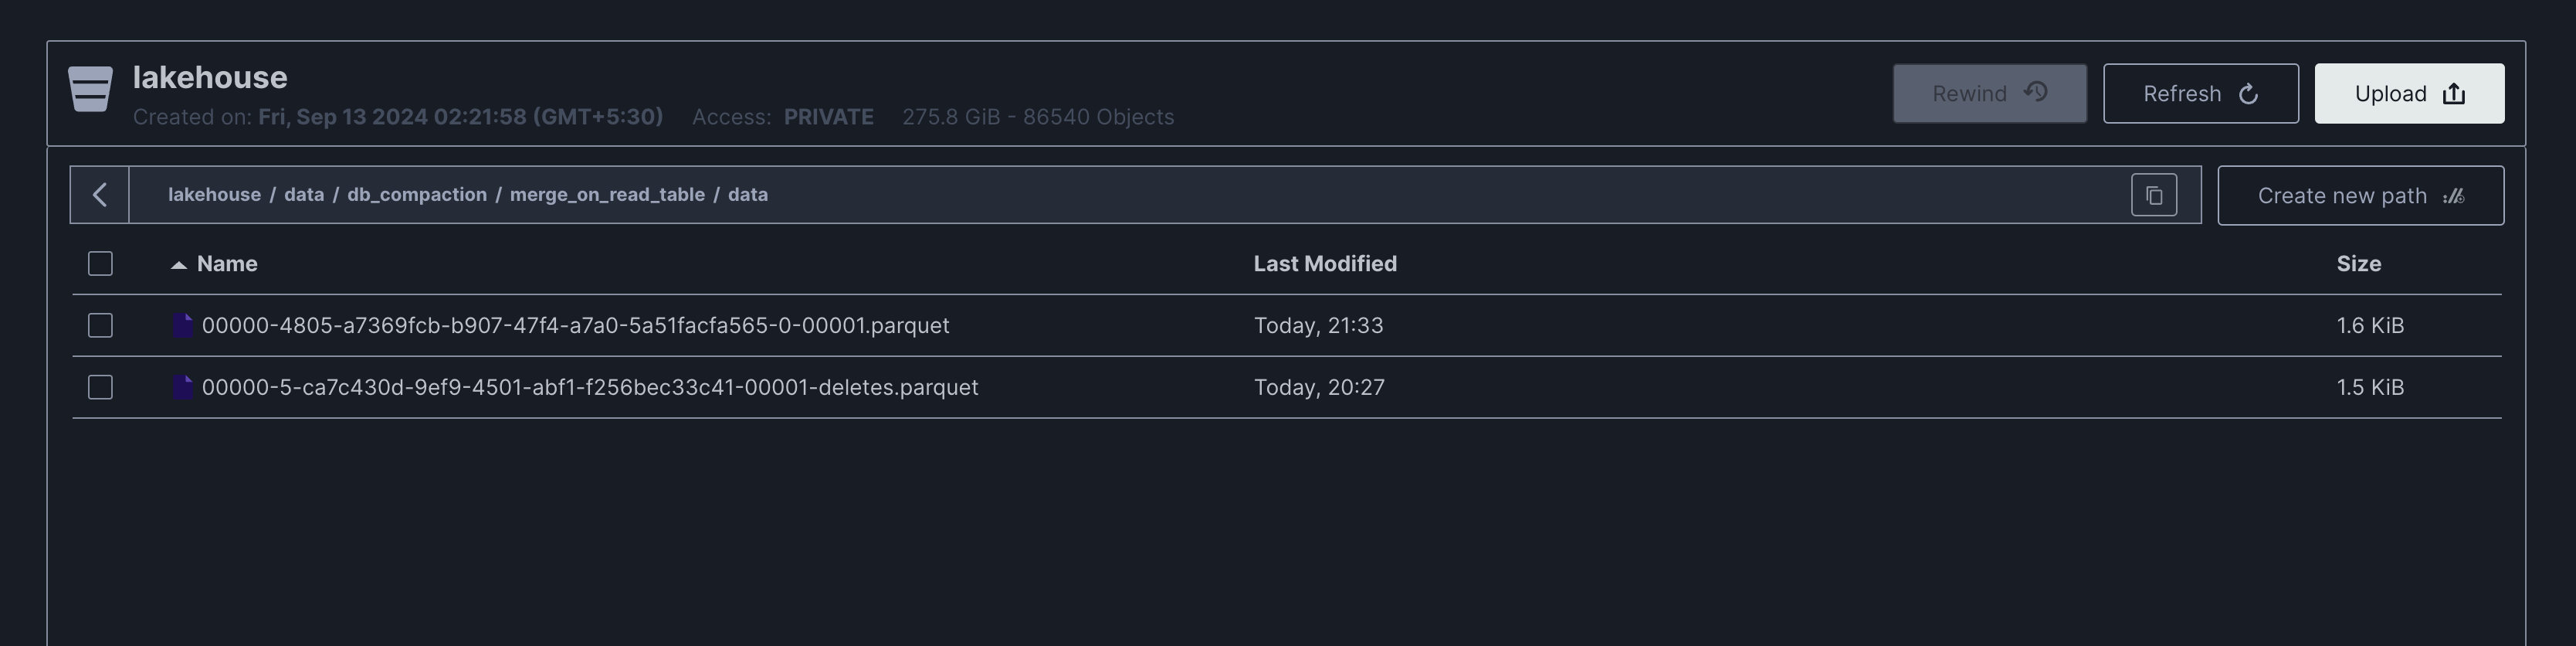 lakehouse
Created on: Fri, Sep 13 2024 02:21:58 (GMT+5:30) Access: PRIVATE 275.8 GiB - 86540 Objects
Rewind Refresh Upload
lakehouse / data / db_compaction / merge_on_read_table / data
Create new path
Name Last Modified Size
00000-4805-a7369fcb-b907-47f4-a7a0-5a51facfa565-0-00001.parquet Today, 21:33 1.6 KiB
00000-5-ca7c430d-9ef9-4501-abf1-f256bec33c41-00001-deletes.parquet Today, 20:27 1.5 KiB